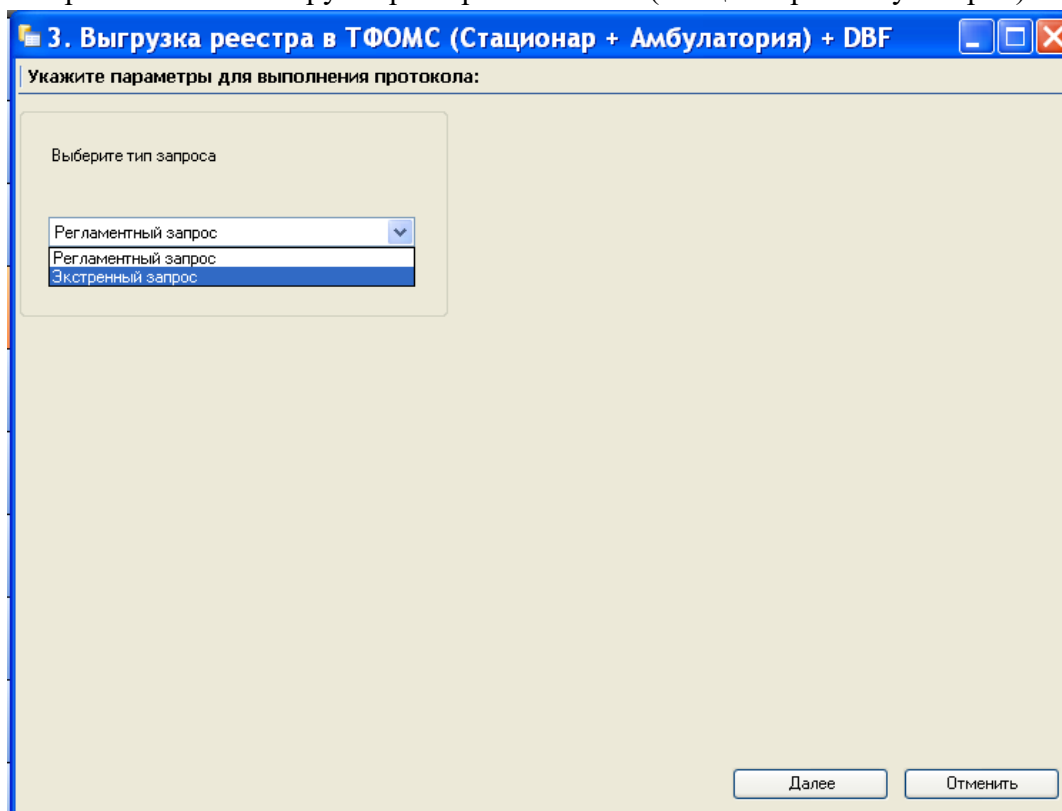 3. Выгрузка реестра в ТФОМС (Стационар + Амбулатория) + DBF
Укажите параметры для выполнения протокола:
Выберите тип запроса
Регламентный запрос
Регламентный запрос
Экстренный запрос
Далее
Отменить